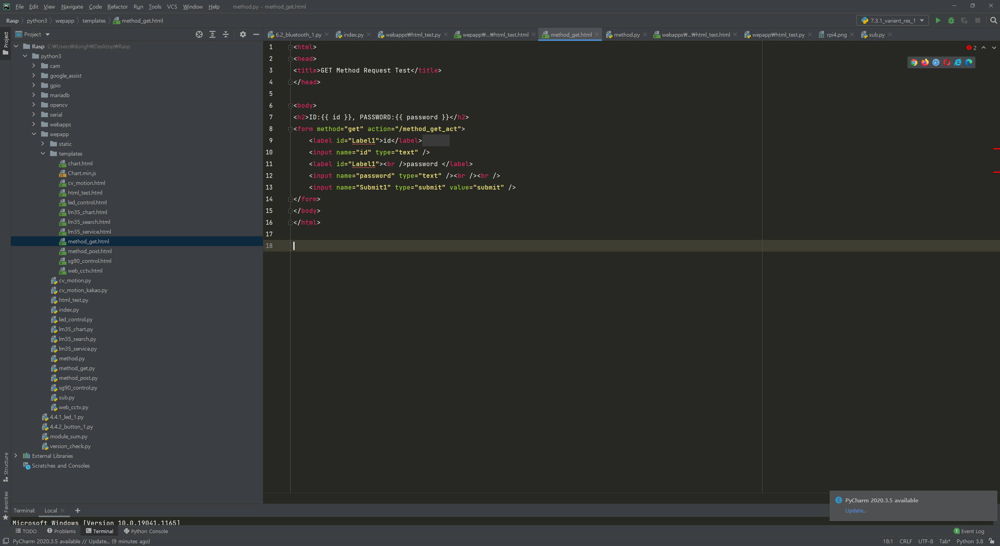 PC File Edit View Navigate Code Refactor Run Tools VCS Window Help method.py - method_get.html
Rasp python3 wepapp templates method_get.html 7.3.1_varient_res_1
Project
Project
6.2_bluetooth_1.py index.py webapps₩html_test.py wepapp₩...₩html_test.html method_get.html method.py webapps₩...₩html_test.html wepapp₩html_test.py rpi4.png sub.py
Rasp C:₩Users₩dongh₩Desktop₩Rasp
python3
cam
google_assist
gpio
mariadb
opencv
serial
webapps
wepapp
static
templates
chart.html
Chart.min.js
cv_motion.html
html_test.html
led_control.html
lm35_chart.html
lm35_search.html
lm35_service.html
method_get.html
method_post.html
sg90_control.html
web_cctv.html
cv_motion.py
cv_motion_kakao.py
html_test.py
index.py
led_control.py
lm35_chart.py
lm35_search.py
lm35_service.py
method.py
method_get.py
method_post.py
sg90_control.py
sub.py
web_cctv.py
4.4.1_led_1.py
4.4.2_button_1.py
module_sum.py
version_check.py
External Libraries
Scratches and Consoles
Structure
Favorites
1 <html>
2 <head>
3 <title>GET Method Request Test</title>
4 </head>
5
6 <body>
7 <h2>ID:{{ id }}, PASSWORD:{{ password }}</h2>
8 <form method="get" action="/method_get_act">
9 <label id="Label1">id</label>
10 <input name="id" type="text" />
11 <label id="Label1"><br />password </label>
12 <input name="password" type="text" /><br /><br />
13 <input name="Submit1" type="submit" value="submit" />
14 </form>
15 </body>
16 </html>
17
18
2
PyCharm 2020.3.5 available
Update...
Terminal: Local
Microsoft Windows [Version 10.0.19041.1165]
TODO Problems Terminal Python Console 1 Event Log
PyCharm 2020.3.5 available // Update... (9 minutes ago) 18:1 CRLF UTF-8 Tab* Python 3.8